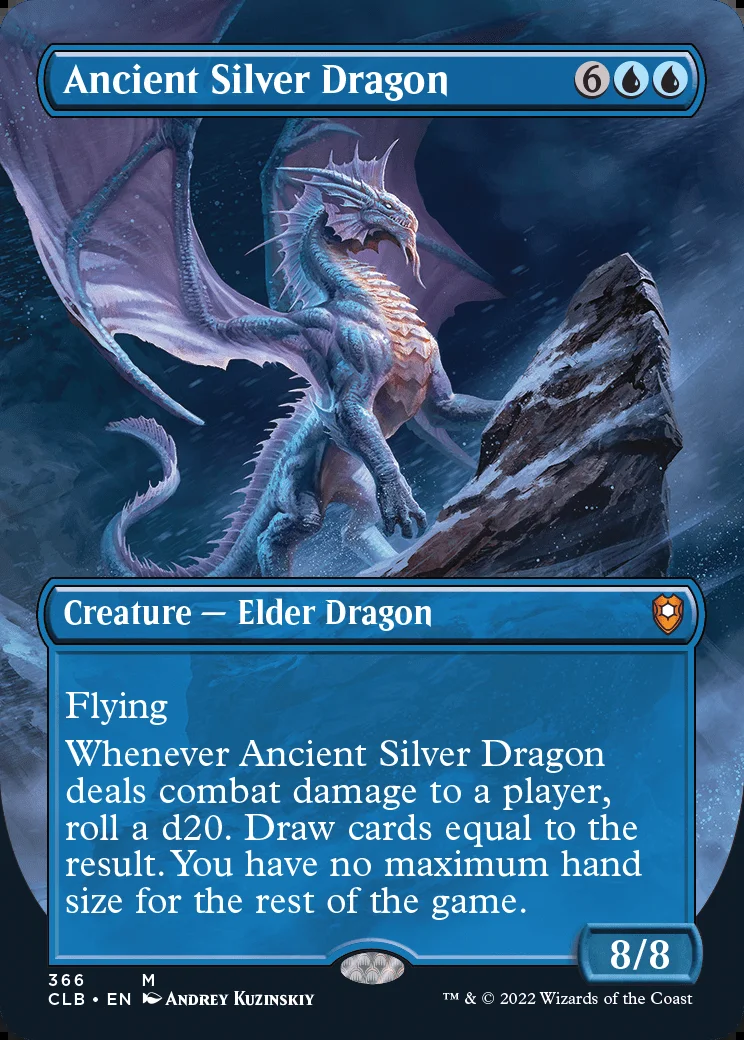 Ancient Silver Dragon 6
Creature — Elder Dragon
Flying
Whenever Ancient Silver Dragon
deals combat damage to a player,
roll a d20. Draw cards equal to the
result. You have no maximum hand
size for the rest of the game.
8/8
366 M
CLB • EN Andrey Kuzinskiy ™ & © 2022 Wizards of the Coast